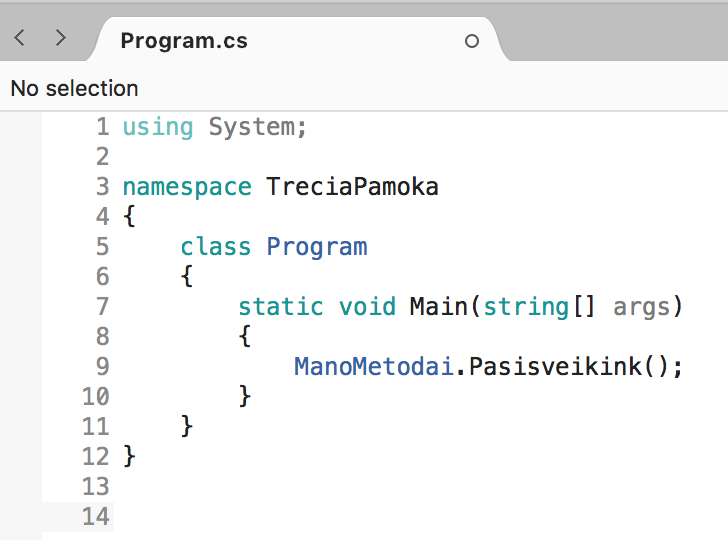 Program.cs
No selection
1 using System;
2
3 namespace TreciaPamoka
4 {
5     class Program
6     {
7         static void Main(string[] args)
8         {
9             ManoMetodai.Pasisveikink();
10         }
11     }
12 }
13
14